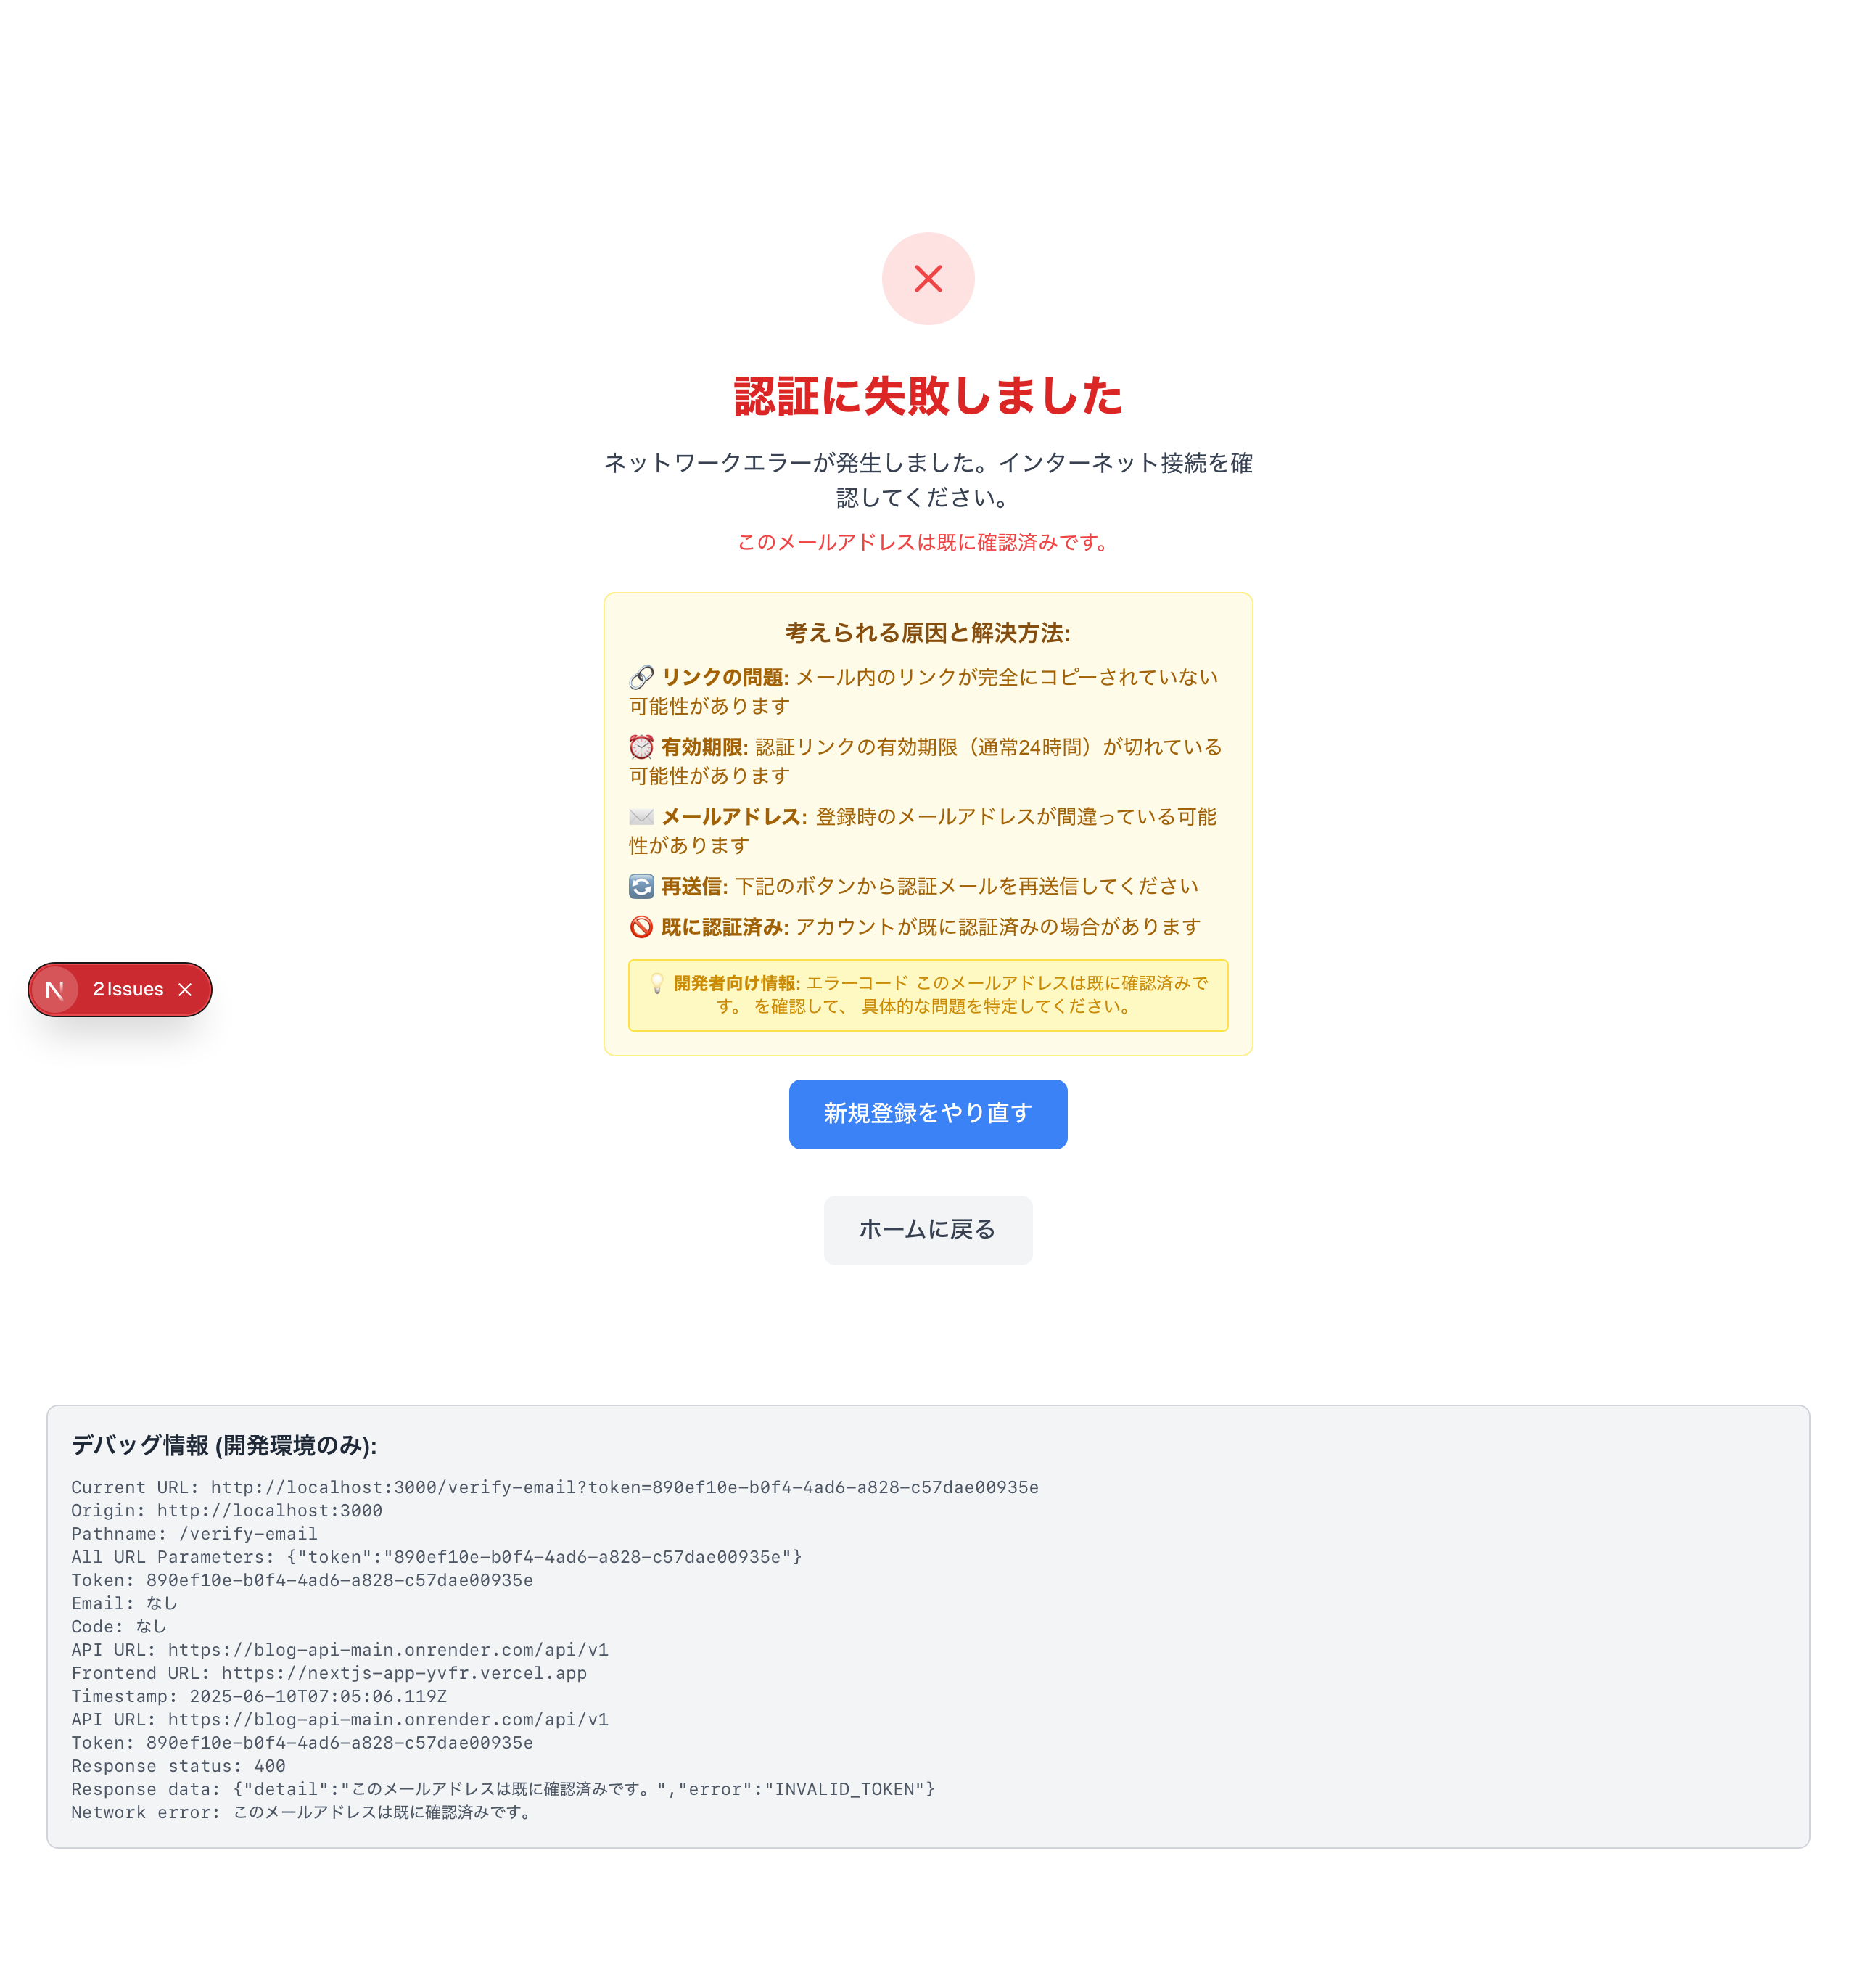 認証に失敗しました
ネットワークエラーが発生しました。インターネット接続を確
認してください。
このメールアドレスは既に確認済みです。
考えられる原因と解決方法:
🔗 リンクの問題: メール内のリンクが完全にコピーされていない
可能性があります
⏰ 有効期限: 認証リンクの有効期限（通常24時間）が切れている
可能性があります
✉️ メールアドレス: 登録時のメールアドレスが間違っている可能
性があります
🔄 再送信: 下記のボタンから認証メールを再送信してください
🚫 既に認証済み: アカウントが既に認証済みの場合があります
N 2 Issues
💡 開発者向け情報: エラーコード このメールアドレスは既に確認済みで
す。 を確認して、 具体的な問題を特定してください。
新規登録をやり直す
ホームに戻る
デバッグ情報 (開発環境のみ):
Current URL: http://localhost:3000/verify-email?token=890ef10e-b0f4-4ad6-a828-c57dae00935e
Origin: http://localhost:3000
Pathname: /verify-email
All URL Parameters: {"token":"890ef10e-b0f4-4ad6-a828-c57dae00935e"}
Token: 890ef10e-b0f4-4ad6-a828-c57dae00935e
Email: なし
Code: なし
API URL: https://blog-api-main.onrender.com/api/v1
Frontend URL: https://nextjs-app-yvfr.vercel.app
Timestamp: 2025-06-10T07:05:06.119Z
API URL: https://blog-api-main.onrender.com/api/v1
Token: 890ef10e-b0f4-4ad6-a828-c57dae00935e
Response status: 400
Response data: {"detail":"このメールアドレスは既に確認済みです。","error":"INVALID_TOKEN"}
Network error: このメールアドレスは既に確認済みです。